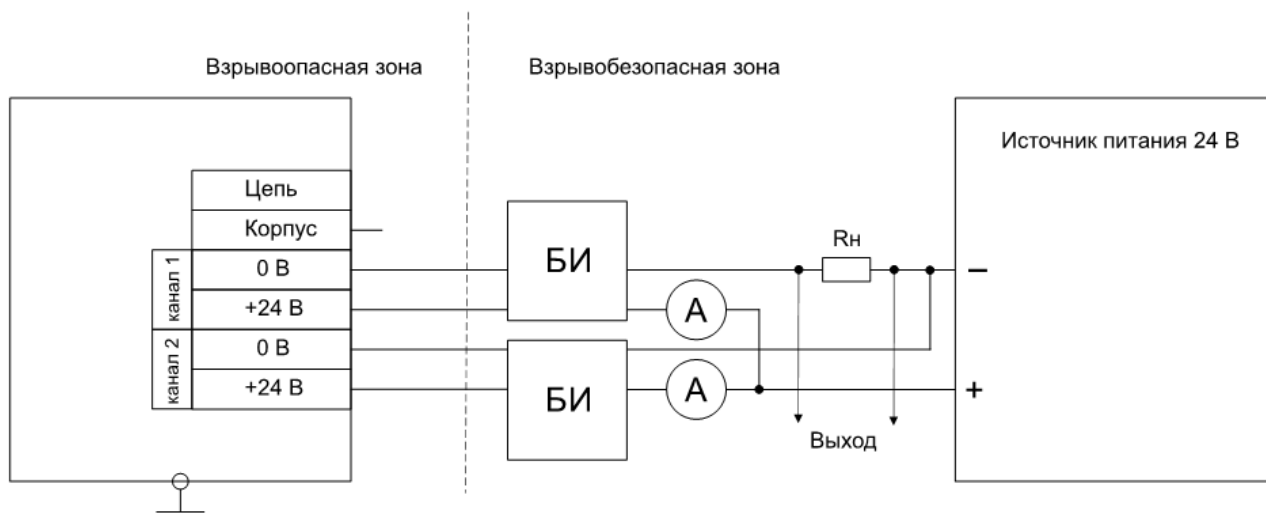 Взрывоопасная зона
Взрывобезопасная зона
Источник питания 24 В
Цепь
Корпус
канал 1
0 В
+24 В
канал 2
0 В
+24 В
БИ
БИ
А
А
Rн
−
+
Выход